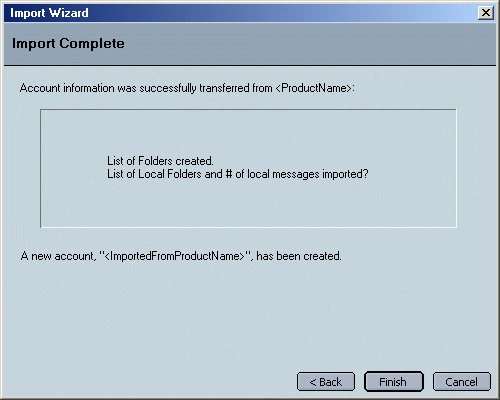 Import Wizard
Import Complete
Account information was successfully transferred from <ProductName>:
List of Folders created.
List of Local Folders and # of local messages imported?
A new account, "<ImportedFromProductName>", has been created.
< Back
Finish
Cancel